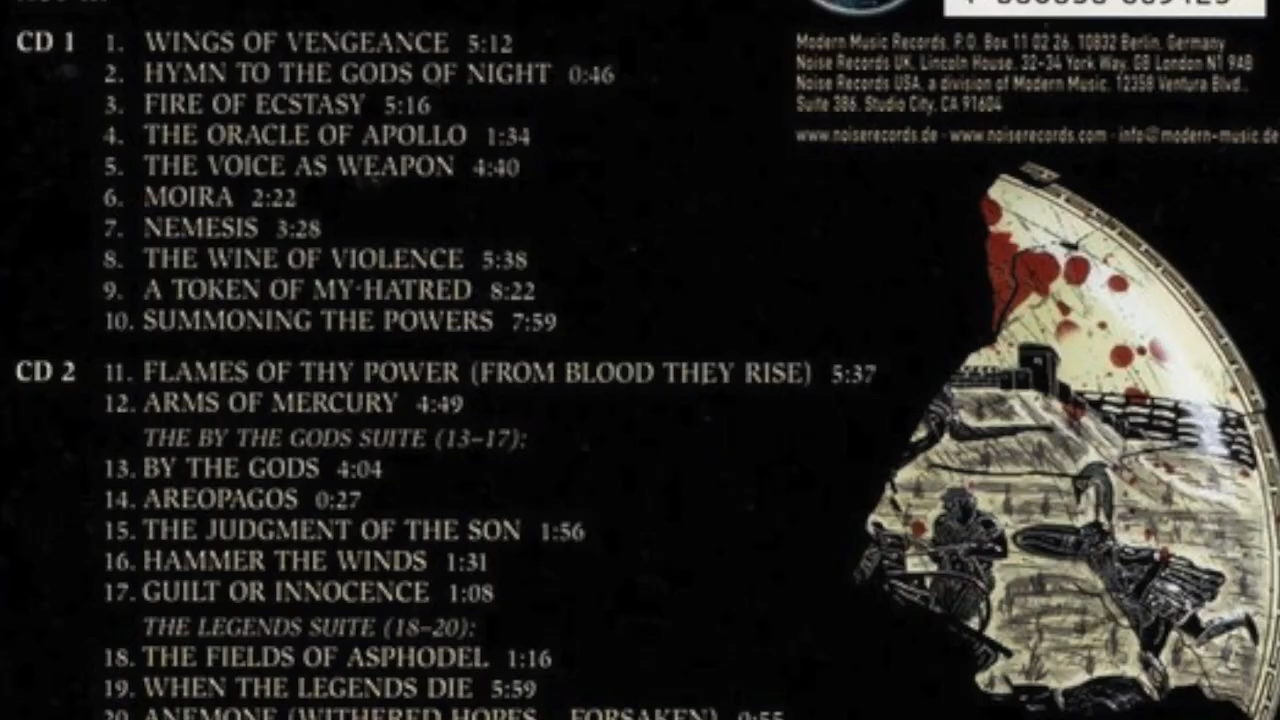 CD 1 1. WINGS OF VENGEANCE 5:12
2. HYMN TO THE GODS OF NIGHT 0:46
3. FIRE OF ECSTASY 5:16
4. THE ORACLE OF APOLLO 1:34
5. THE VOICE AS WEAPON 4:40
6. MOIRA 2:22
7. NEMESIS 3:28
8. THE WINE OF VIOLENCE 5:38
9. A TOKEN OF MY HATRED 8:22
10. SUMMONING THE POWERS 7:59
CD 2 11. FLAMES OF THY POWER (FROM BLOOD THEY RISE) 5:37
12. ARMS OF MERCURY 4:49
THE BY THE GODS SUITE (13–17):
13. BY THE GODS 4:04
14. AREOPAGOS 0:27
15. THE JUDGMENT OF THE SON 1:56
16. HAMMER THE WINDS 1:31
17. GUILT OR INNOCENCE 1:08
THE LEGENDS SUITE (18–20):
18. THE FIELDS OF ASPHODEL 1:16
19. WHEN THE LEGENDS DIE 5:59
20. ANEMONE (WITHERED HOPES... FORSAKEN) 0:55
Modern Music Records, P.O. Box 11 02 26, 10832 Berlin, Germany
Noise Records UK, Lincoln House, 32-34 York Way, GB London N1 9AB
Noise Records USA, a division of Modern Music, 12358 Ventura Blvd.,
Suite 386, Studio City, CA 91604
www.noiserecords.de · www.noiserecords.com · info@modern-music.de